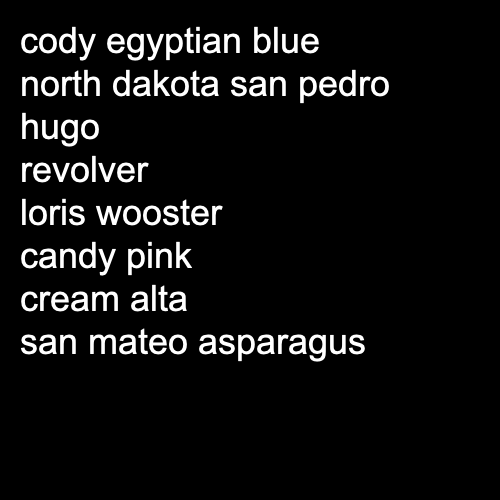 cody egyptian blue
north dakota san pedro
hugo
revolver
loris wooster
candy pink
cream alta
san mateo asparagus